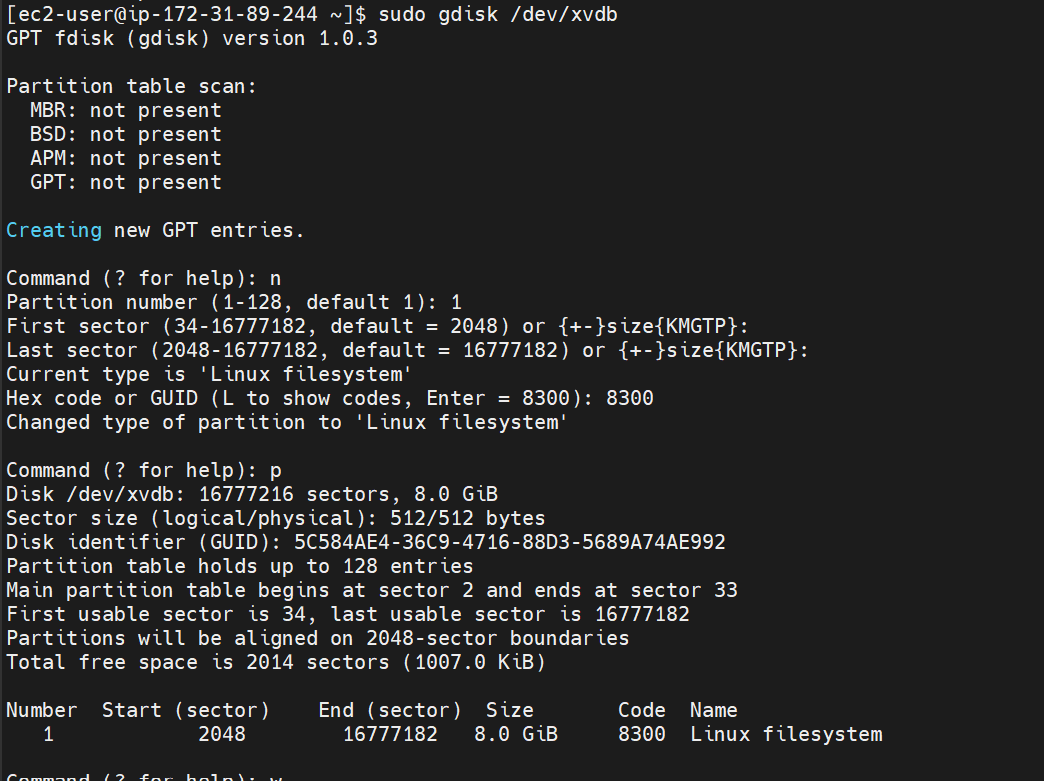 [ec2-user@ip-172-31-89-244 ~]$ sudo gdisk /dev/xvdb
GPT fdisk (gdisk) version 1.0.3
Partition table scan:
MBR: not present
BSD: not present
APM: not present
GPT: not present
Creating new GPT entries.
Command (? for help): n
Partition number (1-128, default 1): 1
First sector (34-16777182, default = 2048) or {+-}size{KMGTP}:
Last sector (2048-16777182, default = 16777182) or {+-}size{KMGTP}:
Current type is 'Linux filesystem'
Hex code or GUID (L to show codes, Enter = 8300): 8300
Changed type of partition to 'Linux filesystem'
Command (? for help): p
Disk /dev/xvdb: 16777216 sectors, 8.0 GiB
Sector size (logical/physical): 512/512 bytes
Disk identifier (GUID): 5C584AE4-36C9-4716-88D3-5689A74AE992
Partition table holds up to 128 entries
Main partition table begins at sector 2 and ends at sector 33
First usable sector is 34, last usable sector is 16777182
Partitions will be aligned on 2048-sector boundaries
Total free space is 2014 sectors (1007.0 KiB)
Number  Start (sector)    End (sector)  Size       Code  Name
1            2048        16777182   8.0 GiB     8300  Linux filesystem
Command (? for help): w